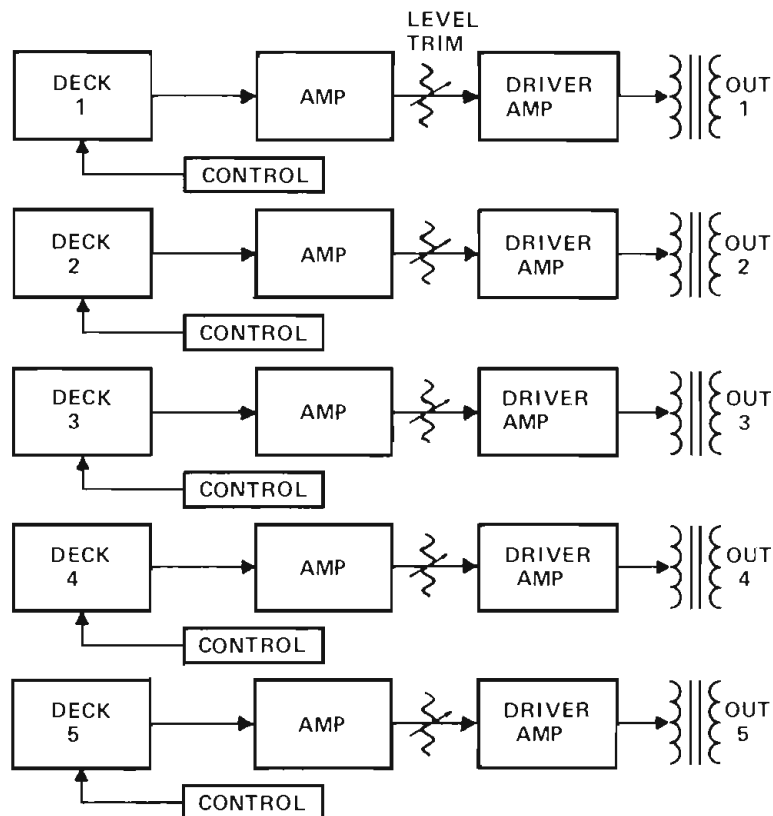 LEVEL
TRIM
DECK
1
AMP
DRIVER
AMP
OUT
1
CONTROL
DECK
2
AMP
DRIVER
AMP
OUT
2
CONTROL
DECK
3
AMP
DRIVER
AMP
OUT
3
CONTROL
DECK
4
AMP
DRIVER
AMP
OUT
4
CONTROL
DECK
5
AMP
DRIVER
AMP
OUT
5
CONTROL